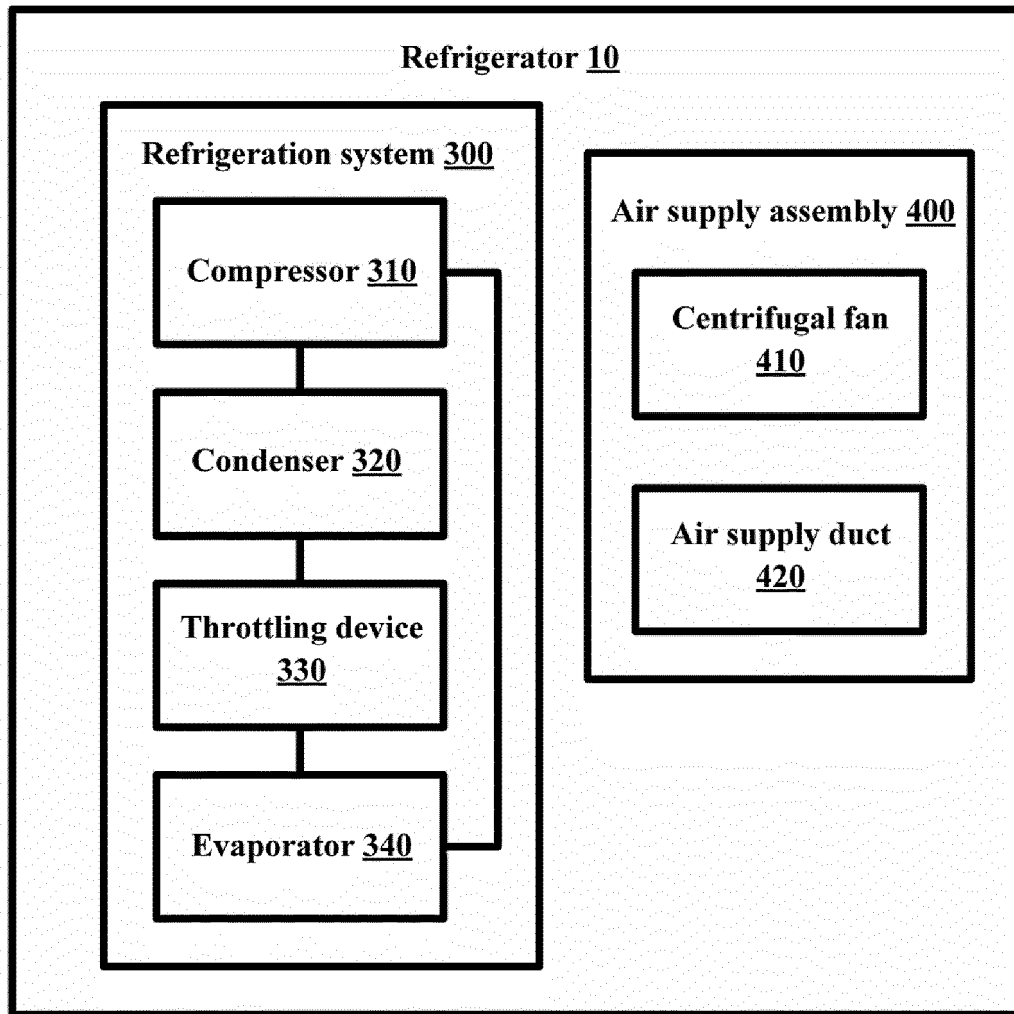 Refrigerator 10
Refrigeration system 300
Compressor 310
Condenser 320
Throttling device
330
Evaporator 340
Air supply assembly 400
Centrifugal fan
410
Air supply duct
420